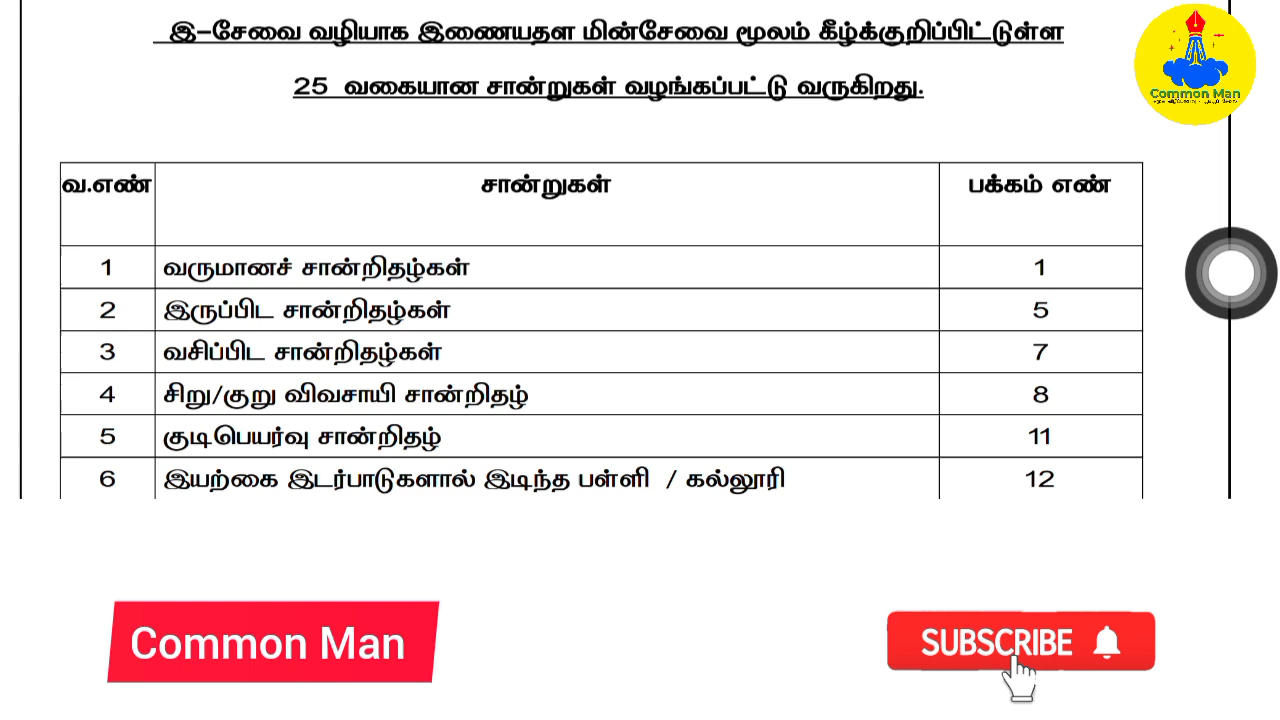 இ-சேவை வழியாக இணையதள மின்சேவை மூலம் கீழ்க்குறிப்பிட்டுள்ள
25 வகையான சான்றுகள் வழங்கப்பட்டு வருகிறது.
Common Man
வ.எண் சான்றுகள் பக்கம் எண்
1 வருமானச் சான்றிதழ்கள் 1
2 இருப்பிட சான்றிதழ்கள் 5
3 வசிப்பிட சான்றிதழ்கள் 7
4 சிறு/குறு விவசாயி சான்றிதழ் 8
5 குடிபெயர்வு சான்றிதழ் 11
6 இயற்கை இடர்பாடுகளால் இடிந்த பள்ளி / கல்லூரி 12
Common Man
SUBSCRIBE